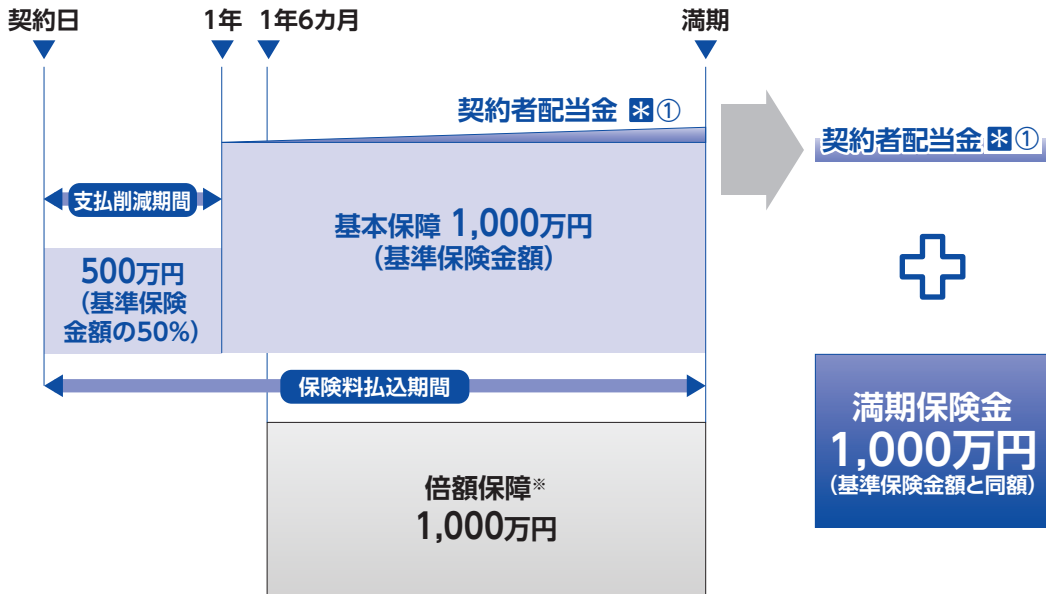 契約日
1年
1年6カ月
満期
契約者配当金 *①
支払削減期間
500万円
(基準保険
金額の50%)
基本保障 1,000万円
(基準保険金額)
保険料払込期間
倍額保障※
1,000万円
契約者配当金 *①
満期保険金
1,000万円
(基準保険金額と同額)